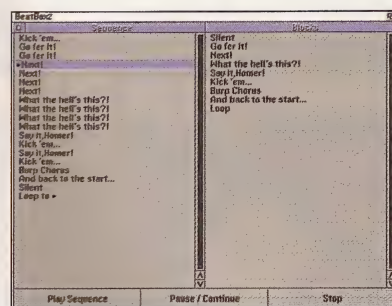 BeatBox2
Sequence
Kick 'em...
Go fer it!
Go fer it!
Next!
Next!
Next!
Next!
What the hell's this?!
What the hell's this?!
What the hell's this?!
What the hell's this?!
Say it,Homer!
Kick 'em...
Say it,Homer!
Kick 'em...
Burp Chorus
And back to the start...
Silent
Loop to
Blocks
Silent
Go fer it!
Next!
What the hell's this?!
Say it,Homer!
Kick 'em...
Burp Chorus
And back to the start...
Loop
Play Sequence
Pause / Continue
Stop